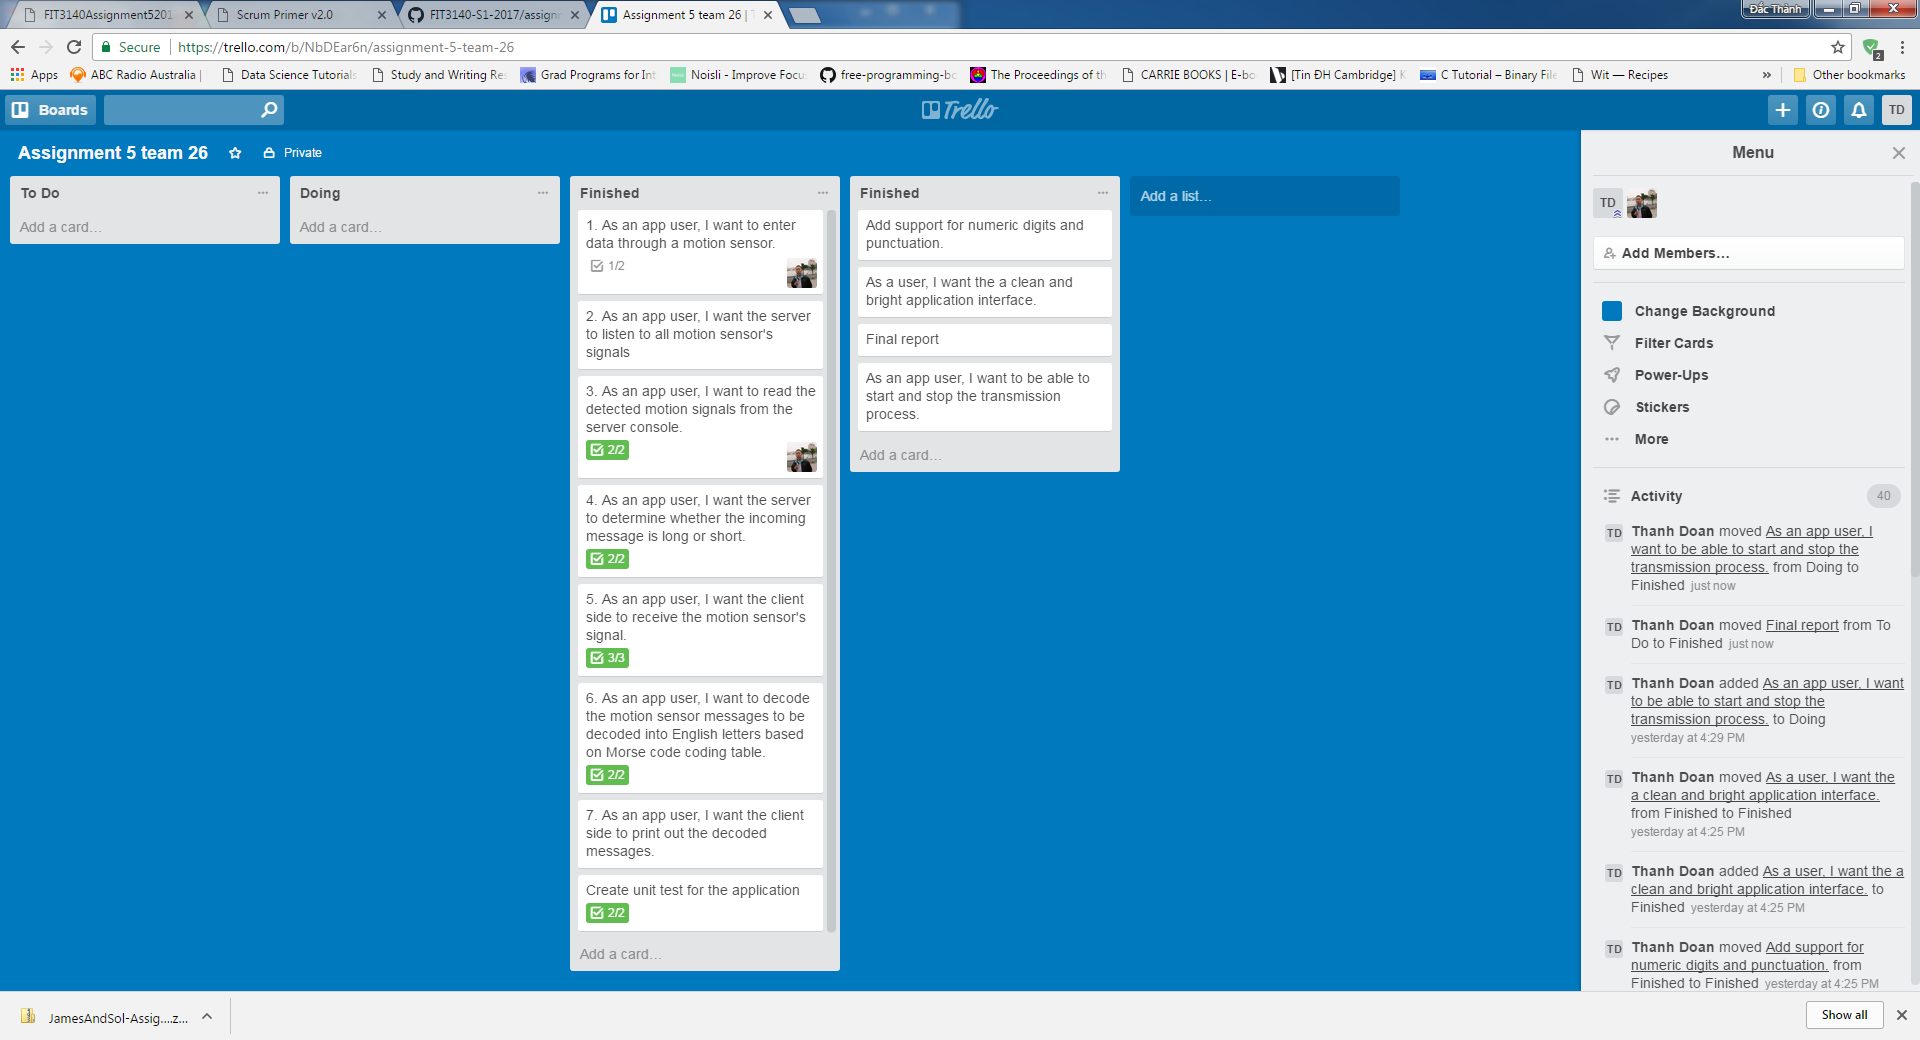 FIT3140Assignment5201
Scrum Primer v2.0
FIT3140-S1-2017/assignm
Assignment 5 team 26 | T
Đắc Thành
Secure
https://trello.com/b/NbDEar6n/assignment-5-team-26
2
Apps
ABC Radio Australia |
Data Science Tutorials
Study and Writing Res
Grad Programs for Int
Noisli - Improve Focu
free-programming-bo
The Proceedings of th
CARRIE BOOKS | E-bo
[Tin ĐH Cambridge] K
C Tutorial – Binary File
Wit — Recipes
»
Other bookmarks
Boards
Trello
TD
Assignment 5 team 26
Private
To Do
Add a card…
Doing
Add a card…
Finished
1. As an app user, I want to enter
data through a motion sensor.
1/2
2. As an app user, I want the server
to listen to all motion sensor's
signals
3. As an app user, I want to read the
detected motion signals from the
server console.
2/2
4. As an app user, I want the server
to determine whether the incoming
message is long or short.
2/2
5. As an app user, I want the client
side to receive the motion sensor's
signal.
3/3
6. As an app user, I want to decode
the motion sensor messages to be
decoded into English letters based
on Morse code coding table.
2/2
7. As an app user, I want the client
side to print out the decoded
messages.
Create unit test for the application
2/2
Add a card…
Finished
Add support for numeric digits and
punctuation.
As a user, I want the a clean and
bright application interface.
Final report
As an app user, I want to be able to
start and stop the transmission
process.
Add a card…
Add a list…
Menu
TD
Add Members…
Change Background
Filter Cards
Power-Ups
Stickers
More
Activity
40
TD
Thanh Doan moved As an app user, I
want to be able to start and stop the
transmission process. from Doing to
Finished just now
TD
Thanh Doan moved Final report from To
Do to Finished just now
TD
Thanh Doan added As an app user, I want
to be able to start and stop the
transmission process. to Doing
yesterday at 4:29 PM
TD
Thanh Doan moved As a user, I want the
a clean and bright application interface.
from Finished to Finished
yesterday at 4:25 PM
TD
Thanh Doan added As a user, I want the a
clean and bright application interface. to
Finished yesterday at 4:25 PM
TD
Thanh Doan moved Add support for
numeric digits and punctuation. from
Finished to Finished yesterday at 4:25 PM
JamesAndSol-Assig....z...
Show all